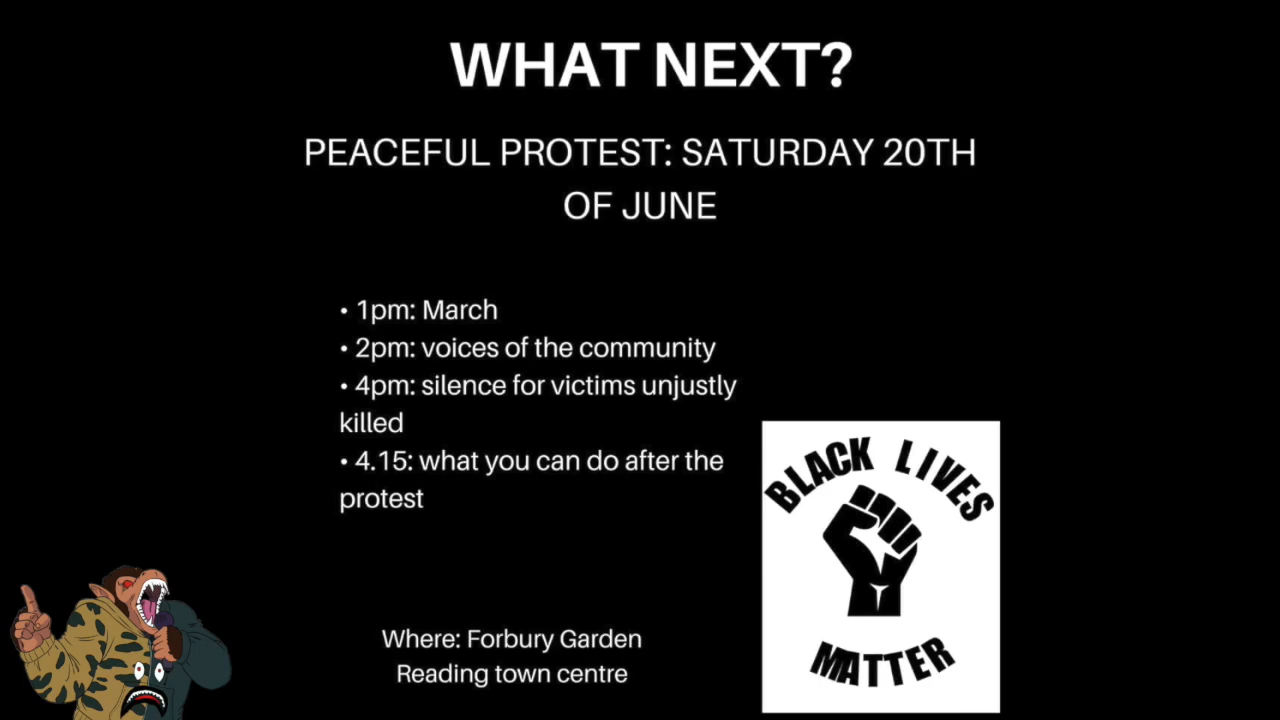 WHAT NEXT?
PEACEFUL PROTEST: SATURDAY 20TH
OF JUNE
• 1pm: March
• 2pm: voices of the community
• 4pm: silence for victims unjustly
killed
• 4.15: what you can do after the
protest
BLACK LIVES
MATTER
Where: Forbury Garden
Reading town centre